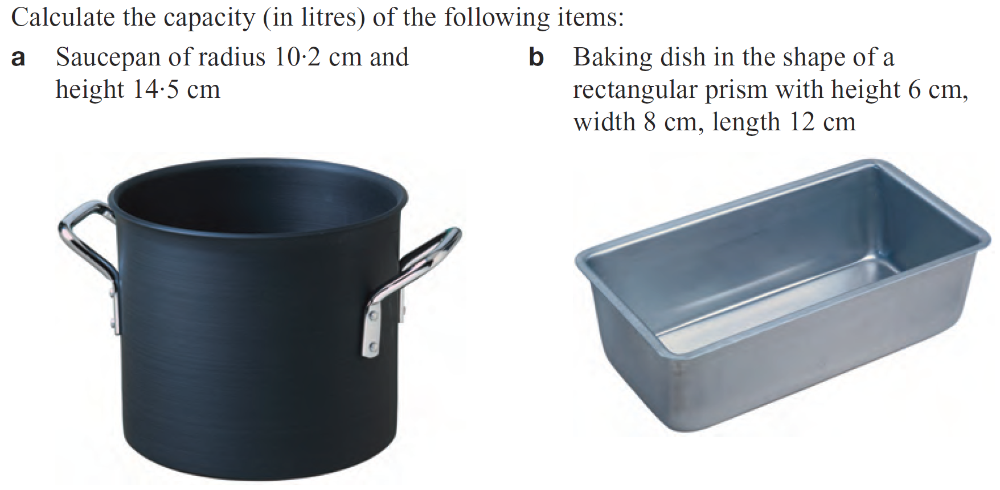 Calculate the capacity (in litres) of the following items:
a Saucepan of radius 10·2 cm and
height 14·5 cm
b Baking dish in the shape of a
rectangular prism with height 6 cm,
width 8 cm, length 12 cm